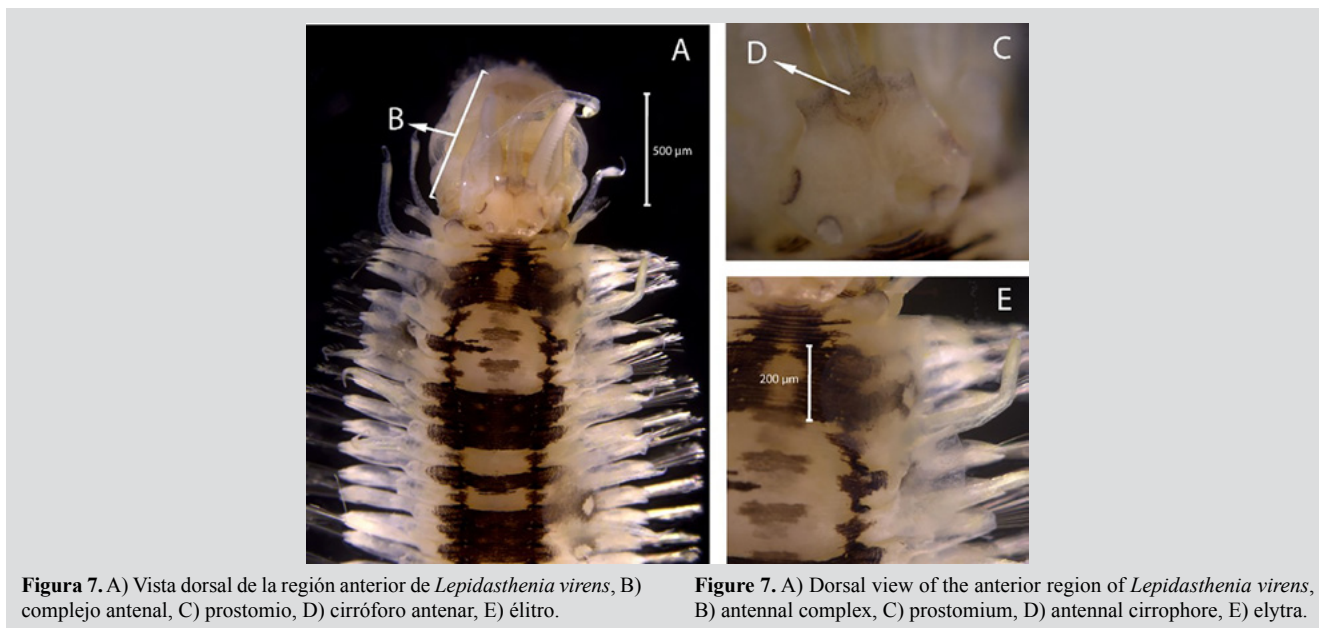 A
B
500 µm
C
D
E
200 µm
Figura 7. A) Vista dorsal de la región anterior de Lepidasthenia virens, B)
complejo antenal, C) prostomio, D) cirróforo antenar, E) élitro.
Figure 7. A) Dorsal view of the anterior region of Lepidasthenia virens,
B) antennal complex, C) prostomium, D) antennal cirrophore, E) elytra.